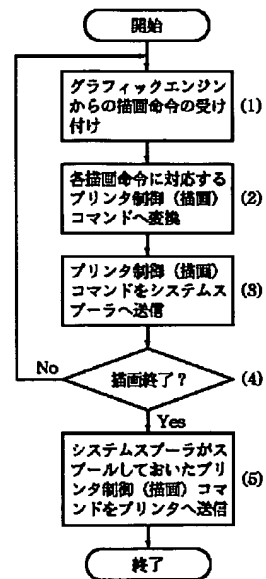 開始
グラフィックエンジン
からの描画命令の受け
付け
(1)
各描画命令に対応する
プリンタ制御（描画）
コマンドへ変換
(2)
プリンタ制御（描画）
コマンドをシステムス
プーラへ送信
(3)
No
描画終了？
(4)
Yes
システムスプーラがス
プールしておいたプリ
ンタ制御（描画）コマ
ンドをプリンタへ送信
(5)
終了